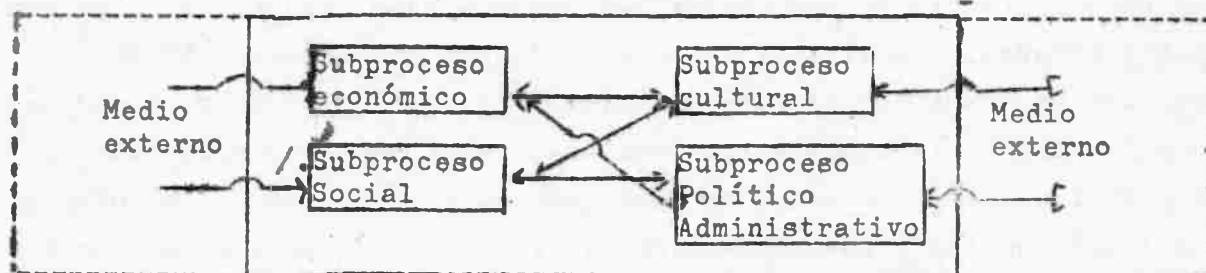 Medio
externo
Subproceso
económico
Subproceso
Social
Subproceso
cultural
Subproceso
Político
Administrativo
Medio
externo